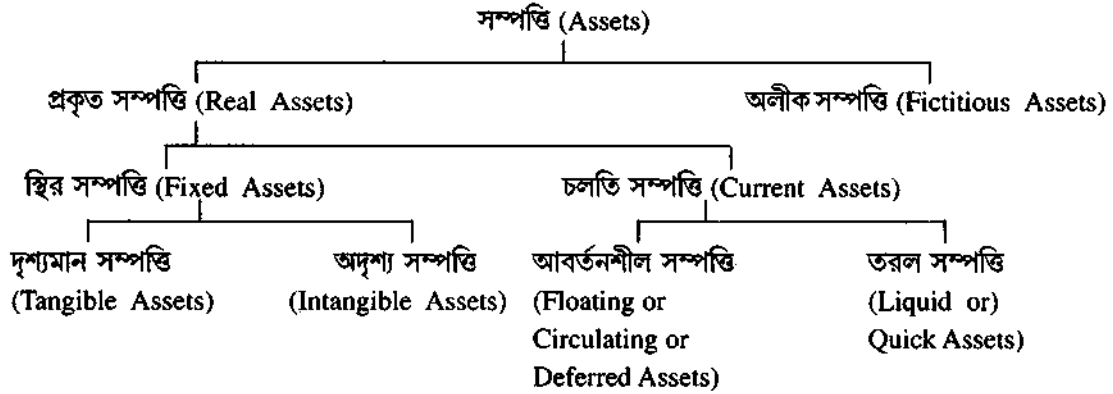 সম্পত্তি (Assets)
প্রকৃত সম্পত্তি (Real Assets) অলীক সম্পত্তি (Fictitious Assets)
স্থির সম্পত্তি (Fixed Assets) চলতি সম্পত্তি (Current Assets)
দৃশ্যমান সম্পত্তি অদৃশ্য সম্পত্তি আবর্তনশীল সম্পত্তি তরল সম্পত্তি
(Tangible Assets) (Intangible Assets) (Floating or (Liquid or)
Circulating or Quick Assets)
Deferred Assets)